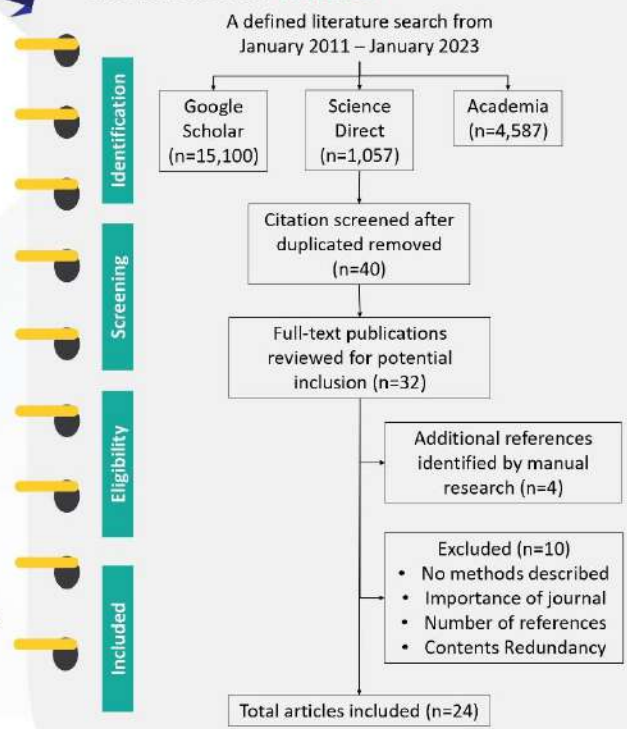 A defined literature search from
January 2011 – January 2023
Identification
Google
Scholar
(n=15,100)
Science
Direct
(n=1,057)
Academia
(n=4,587)
Screening
Citation screened after
duplicated removed
(n=40)
Full-text publications
reviewed for potential
inclusion (n=32)
Eligibility
Additional references
identified by manual
research (n=4)
Included
Excluded (n=10)
• No methods described
• Importance of journal
• Number of references
• Contents Redundancy
Total articles included (n=24)